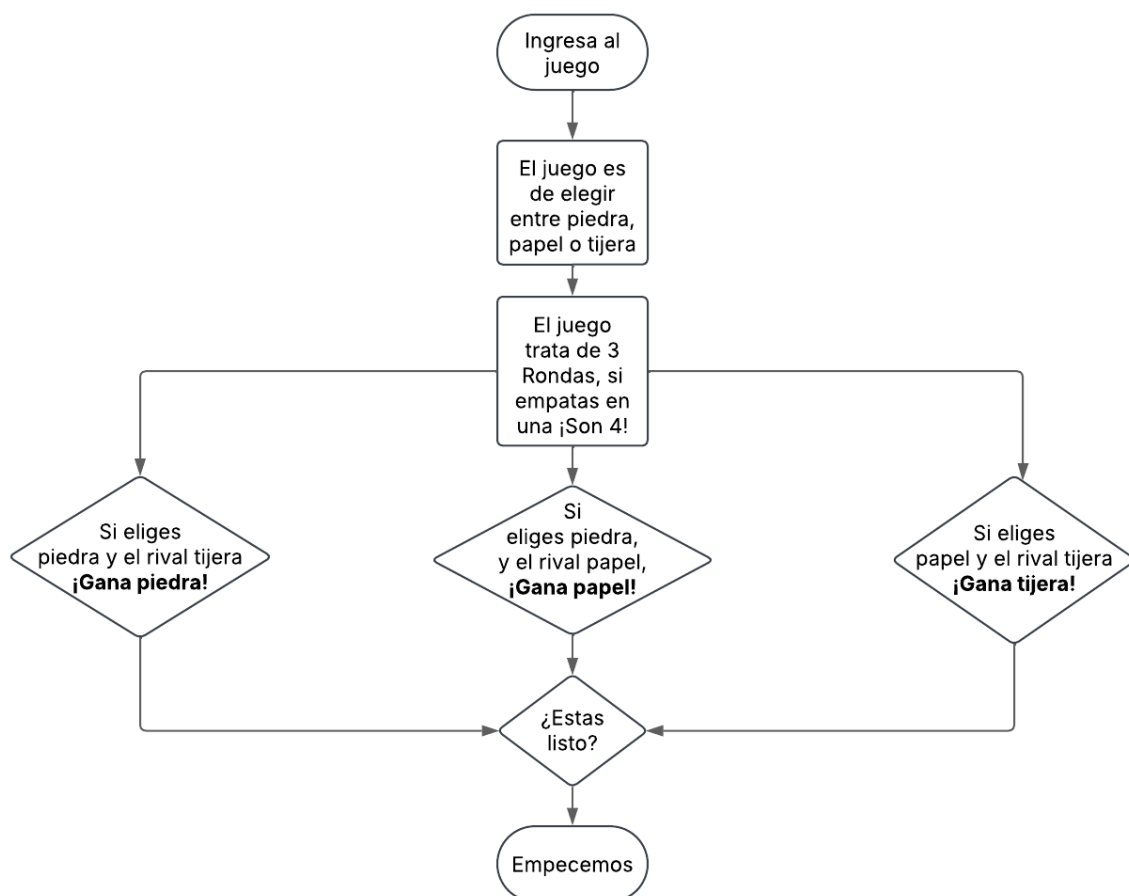 Ingresa al
juego
El juego es
de elegir
entre piedra,
papel o tijera
El juego
trata de 3
Rondas, si
empatas en
una ¡Son 4!
Si eliges
piedra y el rival tijera
¡Gana piedra!
Si
eliges piedra,
y el rival papel,
¡Gana papel!
Si eliges
papel y el rival tijera
¡Gana tijera!
¿Estas
listo?
Empecemos